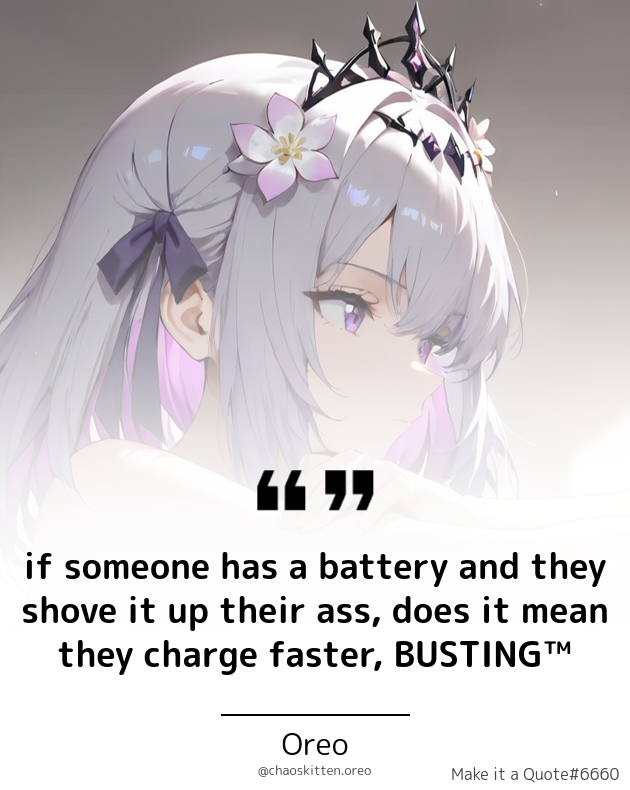 ❝ ❞
if someone has a battery and they
shove it up their ass, does it mean
they charge faster, BUSTING™
Oreo
@chaoskitten.oreo
Make it a Quote#6660